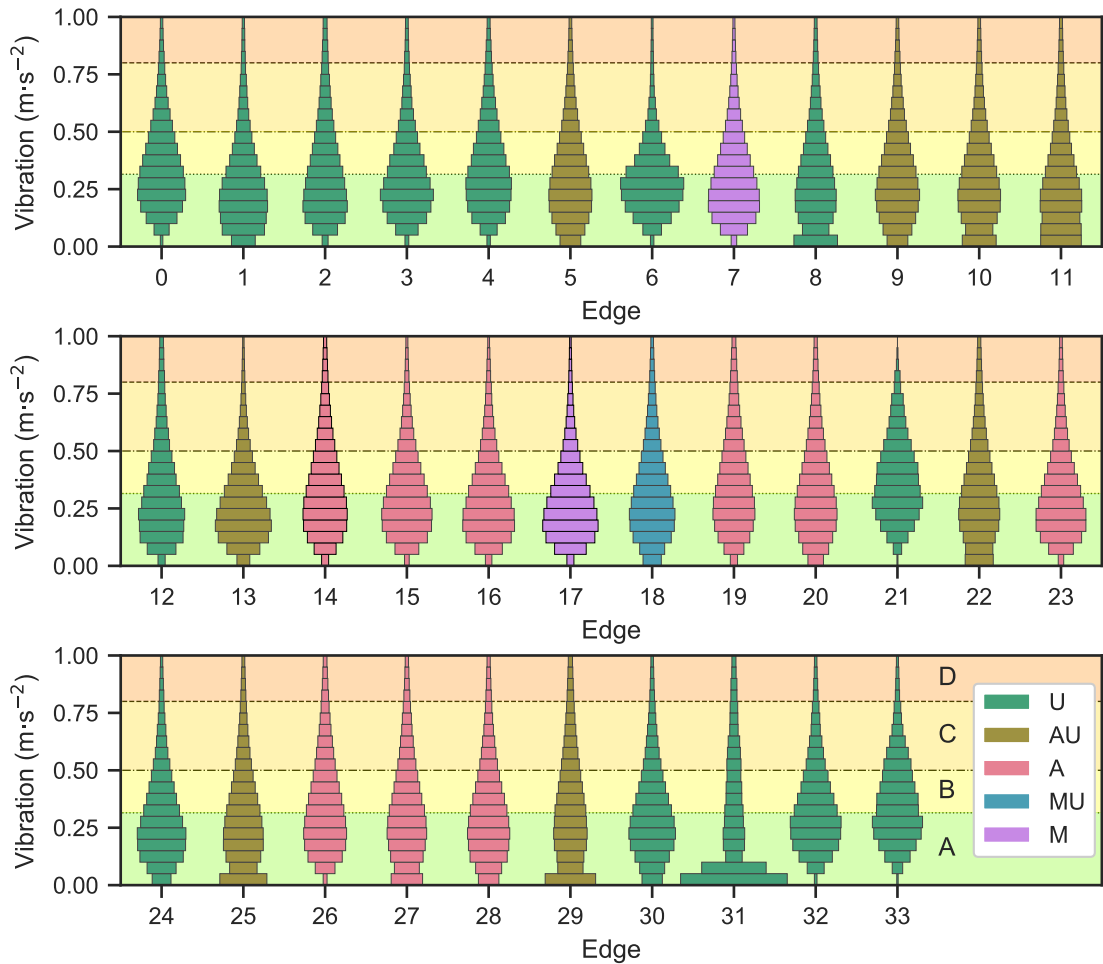 1.00
0.75
0.50
0.25
0.00
Vibration (m·s⁻²)
0 1 2 3 4 5 6 7 8 9 10 11
Edge
1.00
0.75
0.50
0.25
0.00
Vibration (m·s⁻²)
12 13 14 15 16 17 18 19 20 21 22 23
Edge
1.00
0.75
0.50
0.25
0.00
Vibration (m·s⁻²)
D
C
B
A
U
AU
A
MU
M
24 25 26 27 28 29 30 31 32 33
Edge